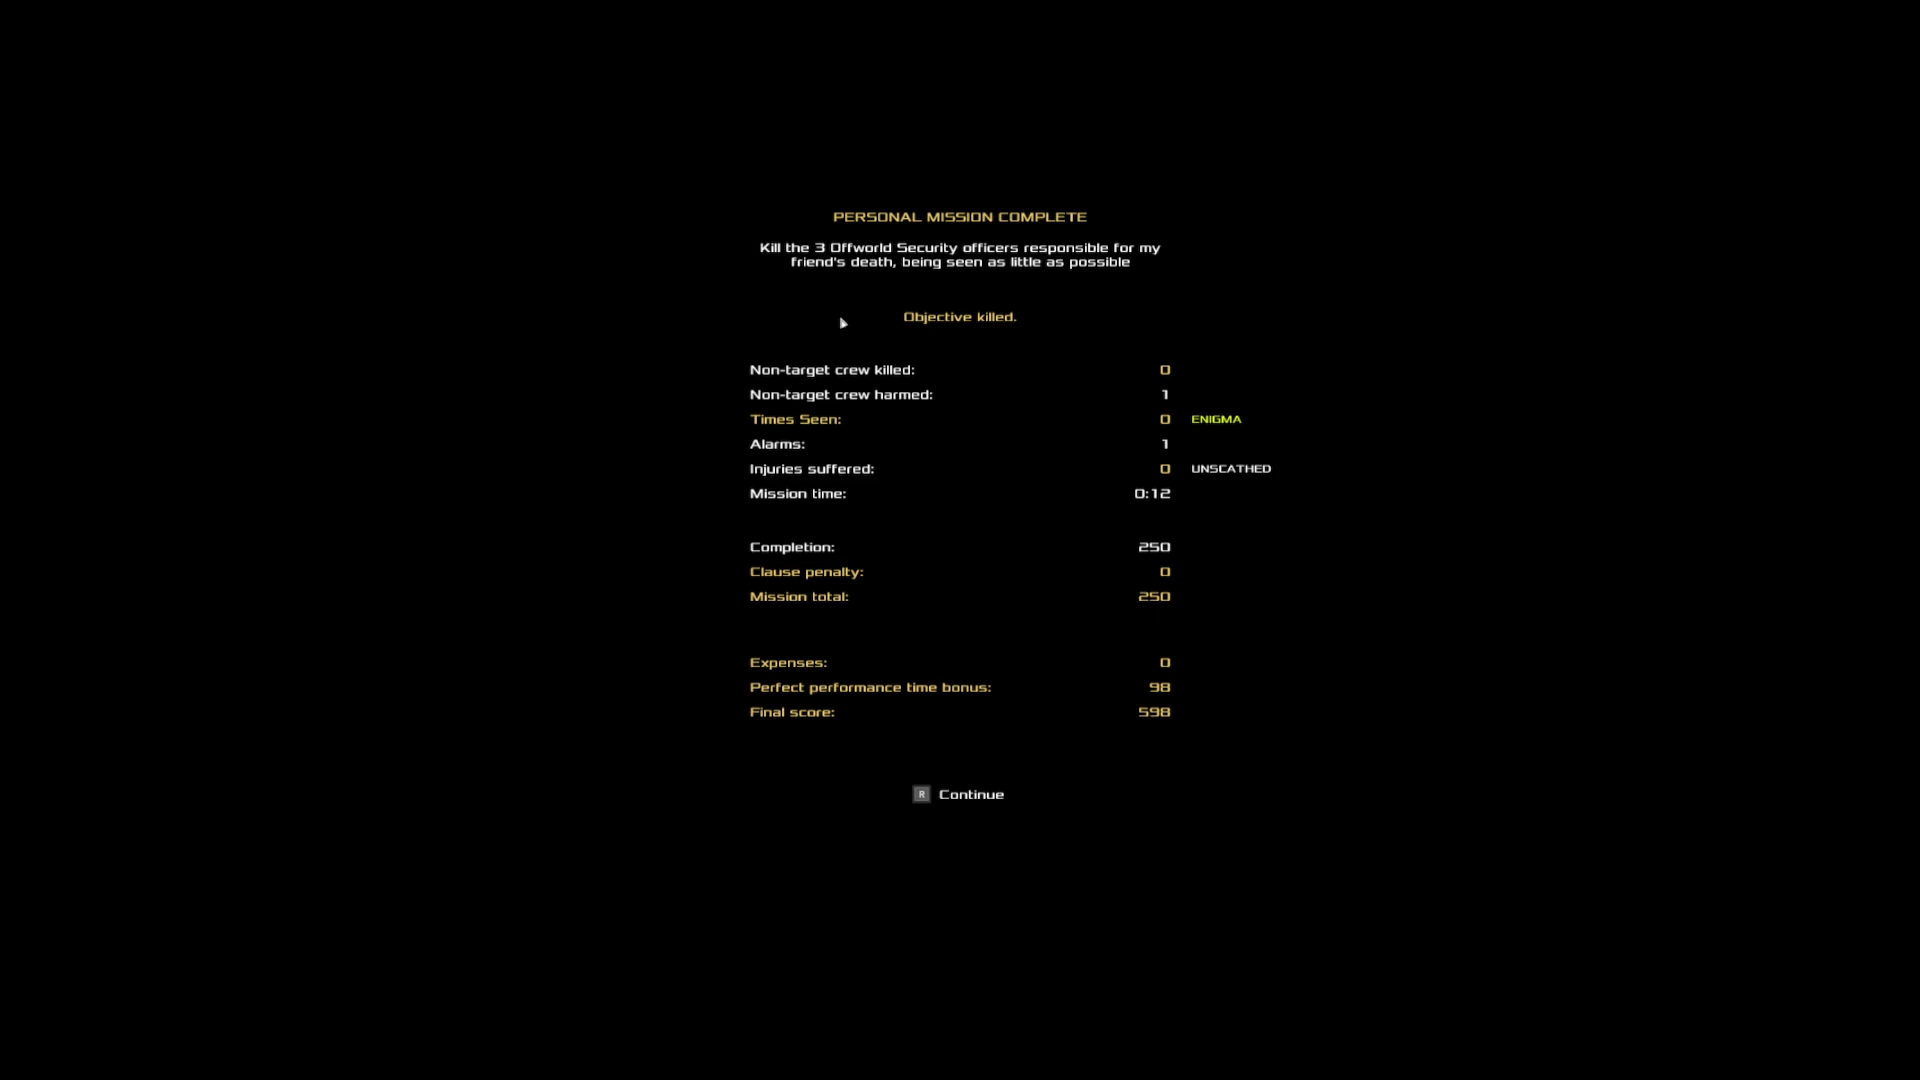 PERSONAL MISSION COMPLETE
Kill the 3 Offworld Security officers responsible for my
friend's death, being seen as little as possible
Objective killed.
Non-target crew killed: 0
Non-target crew harmed: 1
Times Seen: 0 ENIGMA
Alarms: 1
Injuries suffered: 0 UNSCATHED
Mission time: 0:12
Completion: 250
Clause penalty: 0
Mission total: 250
Expenses: 0
Perfect performance time bonus: 98
Final score: 598
R Continue